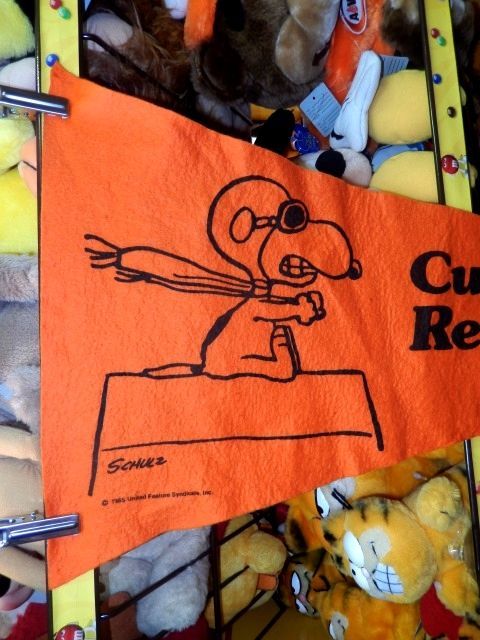 A&W
Cu
Re
SCHULZ
© 1965 United Feature Syndicate, Inc.